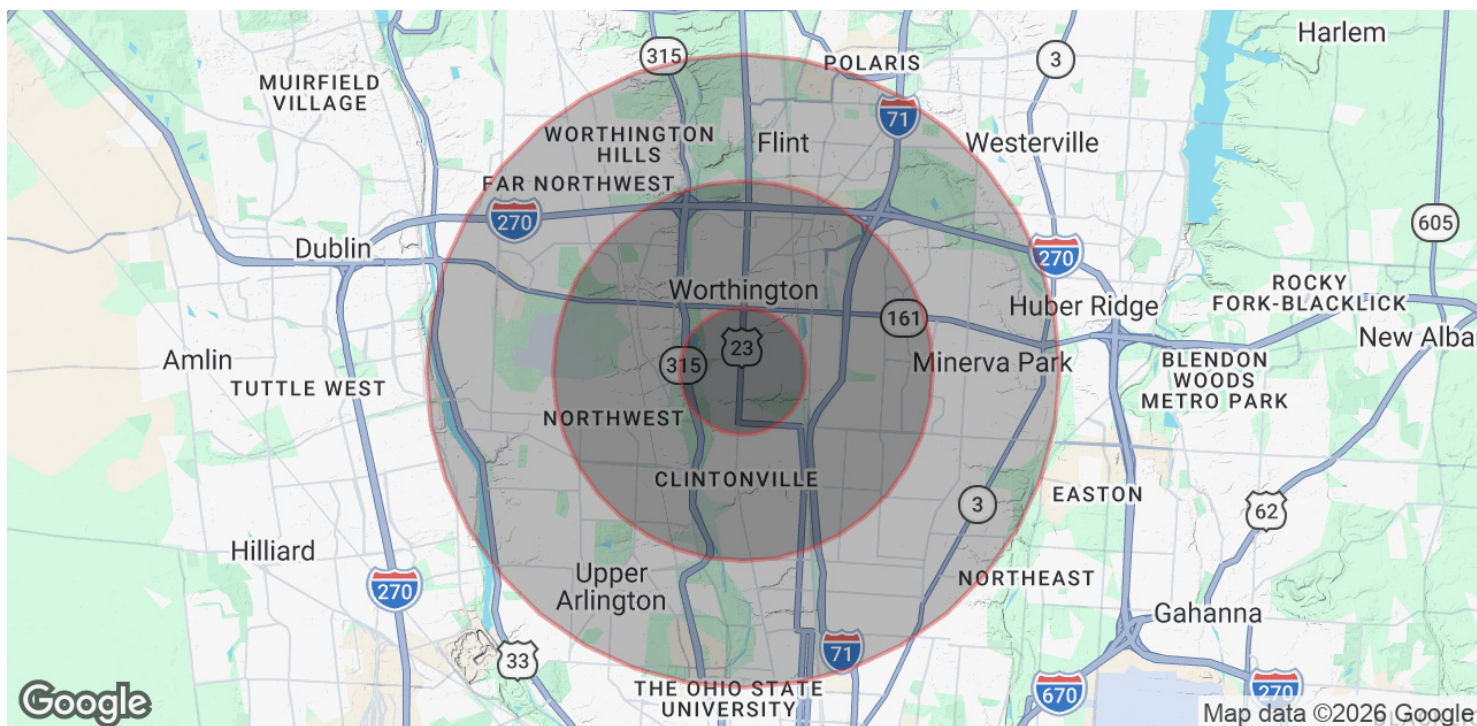 Harlem
315
POLARIS
3
MUIRFIELD
VILLAGE
71
WORTHINGTON
HILLS
Flint
Westerville
FAR NORTHWEST
270
605
Dublin
270
Worthington
ROCKY
FORK-BLACKLICK
Huber Ridge
161
New Alba
23
Amlin
315
Minerva Park
BLENDON
WOODS
METRO PARK
TUTTLE WEST
NORTHWEST
CLINTONVILLE
EASTON
3
62
Hilliard
Upper
Arlington
NORTHEAST
270
Gahanna
33
71
THE OHIO STATE
UNIVERSITY
670
270
Google
Map data ©2026 Google